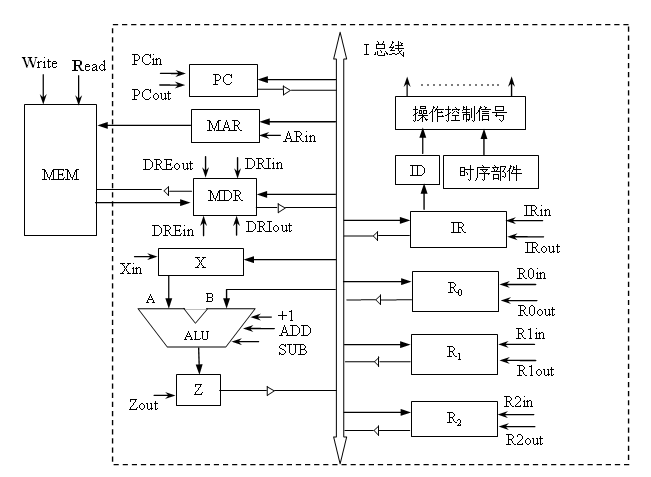 I 总线
Write
Read
MEM
PCin
PCout
PC
MAR
ARin
DREout
DRIin
MDR
DREin
DRIout
Xin
X
A
B
ALU
+1
ADD
SUB
Z
Zout
操作控制信号
ID
时序部件
IR
IRin
IRout
R0
R0in
R0out
R1
R1in
R1out
R2
R2in
R2out